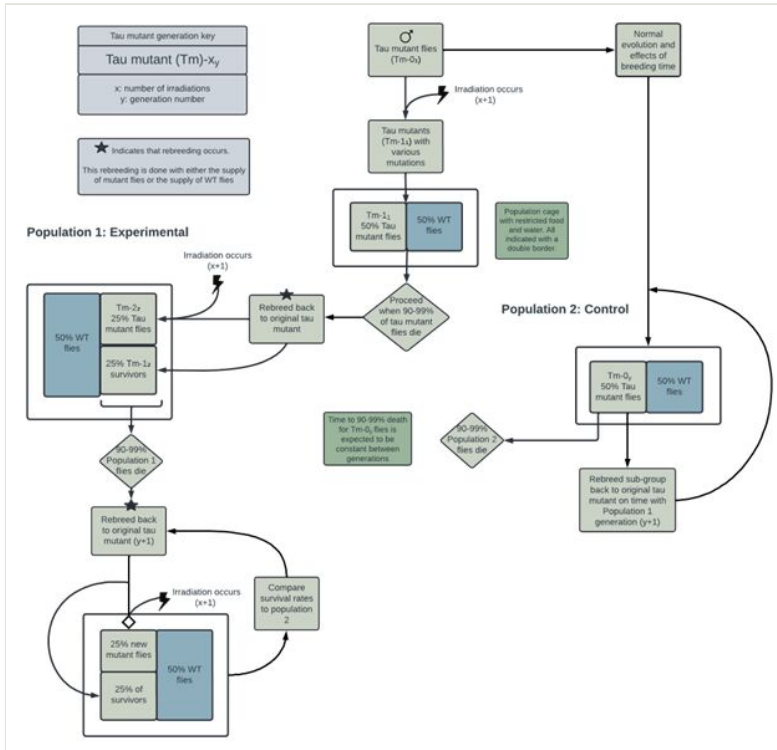 Tau mutant generation key
Tau mutant (Tm)-xᵧ
x: number of irradiations
y: generation number
★ Indicates that rebreeding occurs.
This rebreeding is done with either the supply
of mutant flies or the supply of WT flies
♂
Tau mutant flies
(Tm-0₁)
Normal
evolution and
effects of
breeding time
Irradiation occurs
(x+1)
Tau mutants
(Tm-1₁) with
various
mutations
Tm-1₁
50% Tau
mutant flies
50% WT
flies
Population cage
with restricted food
and water. All
indicated with a
double border.
Population 1: Experimental
Irradiation occurs
(x+1)
50% WT
flies
Tm-2₂
25% Tau
mutant flies
25% Tm-1₂
survivors
Rebreed back
to original tau
mutant
Proceed
when 90-99%
of tau mutant
flies die
Population 2: Control
Tm-0ᵧ
50% Tau
mutant flies
50% WT
flies
Time to 90-99% death
for Tm-0ᵧ flies is
expected to be
constant between
generations
90-99%
Population 2
flies die
Rebreed sub-group
back to original tau
mutant on time with
Population 1
generation (y+1)
90-99%
Population 1
flies die
Rebreed back
to original tau
mutant (y+1)
Irradiation occurs
(x+1)
Compare
survival rates
to population
2
25% new
mutant flies
25% of
survivors
50% WT
flies